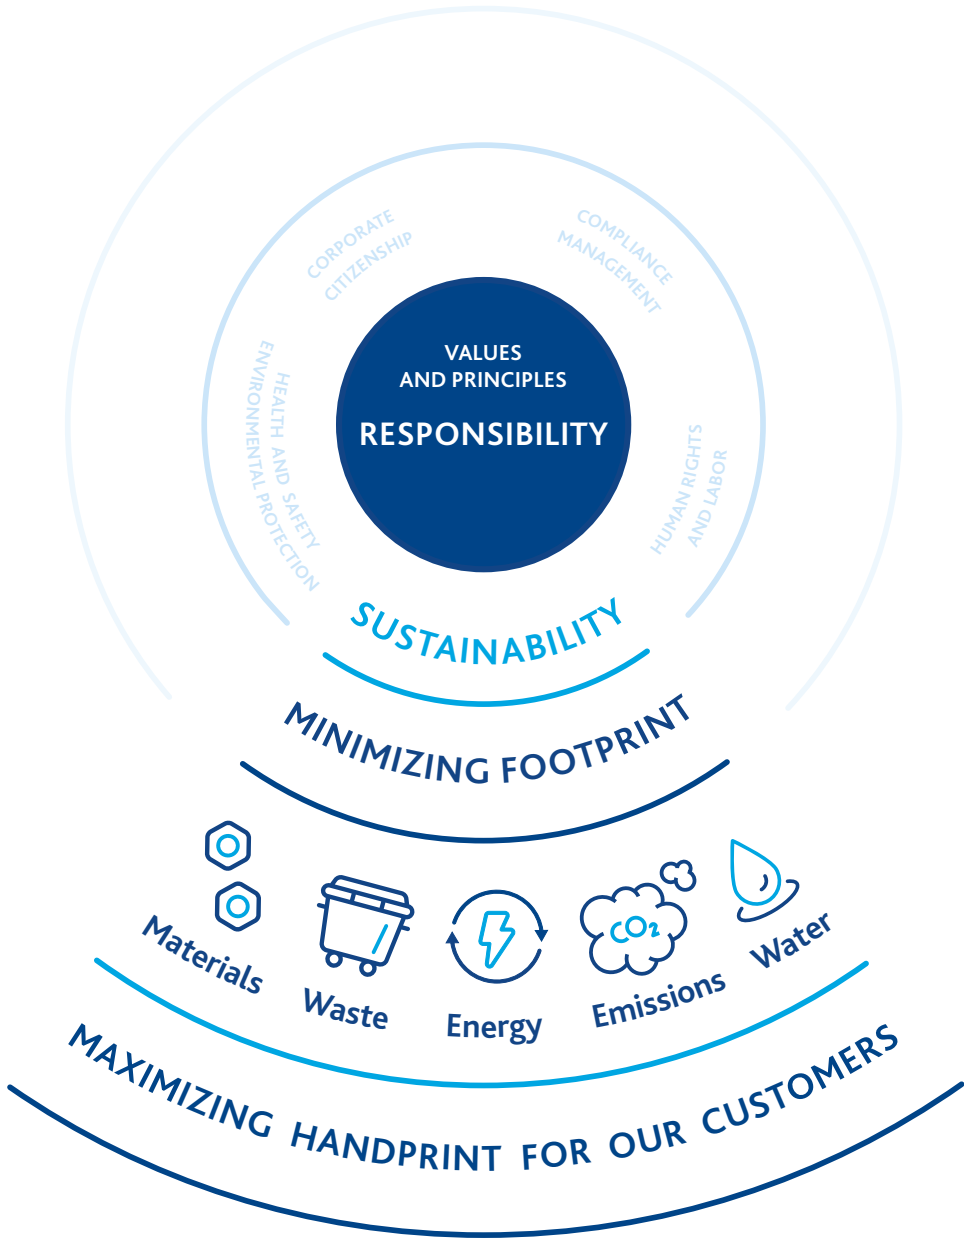 CORPORATE
CITIZENSHIP
COMPLIANCE
MANAGEMENT
HEALTH AND SAFETY
ENVIRONMENTAL PROTECTION
VALUES
AND PRINCIPLES
RESPONSIBILITY
HUMAN RIGHTS
AND LABOR
SUSTAINABILITY
MINIMIZING FOOTPRINT
CO₂
Materials
Waste
Energy
Emissions
Water
MAXIMIZING HANDPRINT FOR OUR CUSTOMERS